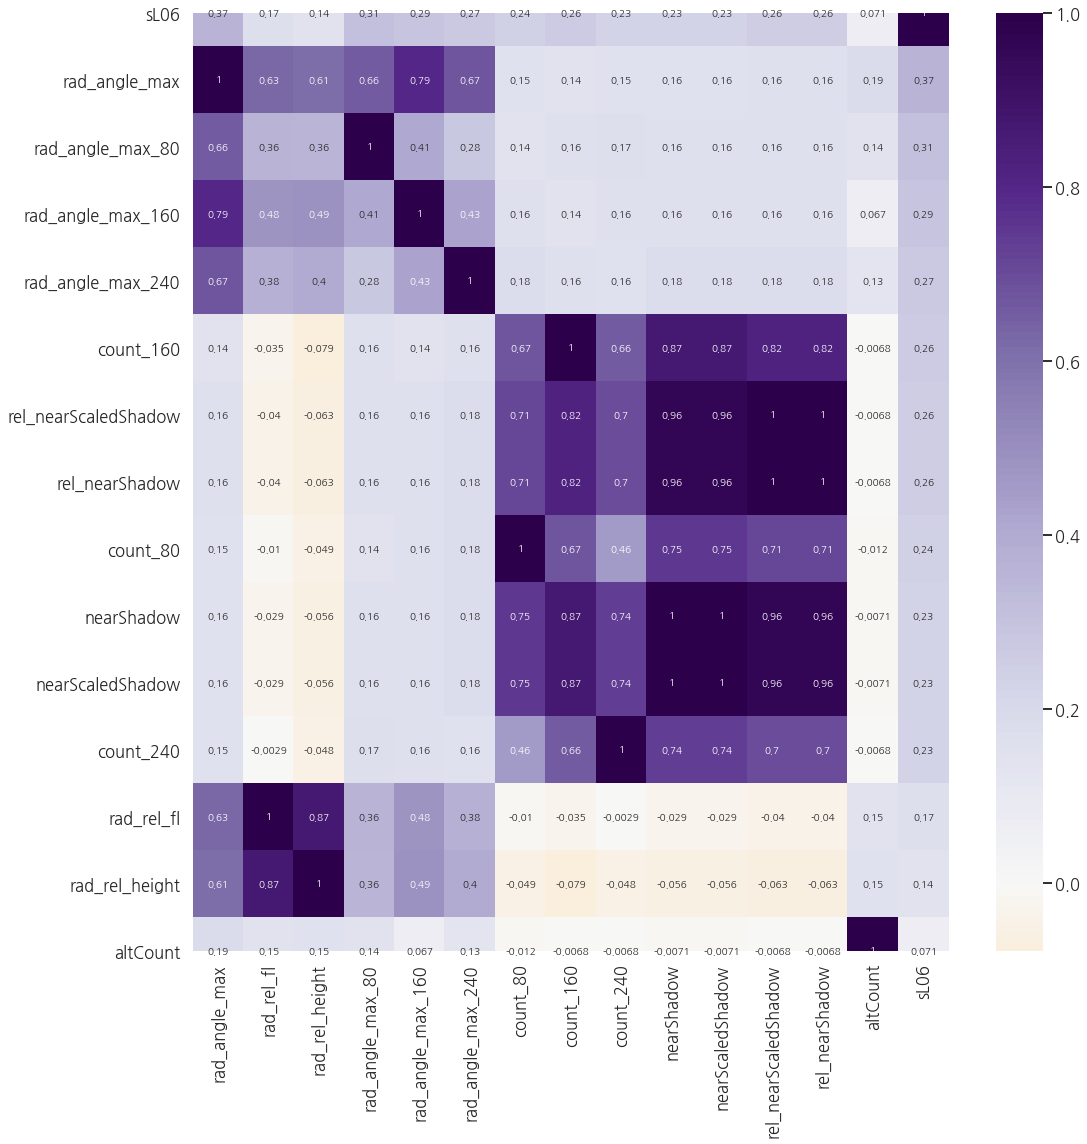 sL06 0,37 0,17 0,14 0,31 0,29 0,27 0,24 0,26 0,23 0,23 0,23 0,26 0,26 0,071 1 1.0
rad_angle_max 1 0,63 0,61 0,66 0,79 0,67 0,15 0,14 0,15 0,16 0,16 0,16 0,16 0,19 0,37
rad_angle_max_80 0,66 0,36 0,36 1 0,41 0,28 0,14 0,16 0,17 0,16 0,16 0,16 0,16 0,14 0,31
0.8
rad_angle_max_160 0,79 0,48 0,49 0,41 1 0,43 0,16 0,14 0,16 0,16 0,16 0,16 0,16 0,067 0,29
rad_angle_max_240 0,67 0,38 0,4 0,28 0,43 1 0,18 0,16 0,16 0,18 0,18 0,18 0,18 0,13 0,27
count_160 0,14 -0,035 -0,079 0,16 0,14 0,16 0,67 1 0,66 0,87 0,87 0,82 0,82 -0,0068 0,26
0.6
rel_nearScaledShadow 0,16 -0,04 -0,063 0,16 0,16 0,18 0,71 0,82 0,7 0,96 0,96 1 1 -0,0068 0,26
rel_nearShadow 0,16 -0,04 -0,063 0,16 0,16 0,18 0,71 0,82 0,7 0,96 0,96 1 1 -0,0068 0,26
0.4
count_80 0,15 -0,01 -0,049 0,14 0,16 0,18 1 0,67 0,46 0,75 0,75 0,71 0,71 -0,012 0,24
nearShadow 0,16 -0,029 -0,056 0,16 0,16 0,18 0,75 0,87 0,74 1 1 0,96 0,96 -0,0071 0,23
nearScaledShadow 0,16 -0,029 -0,056 0,16 0,16 0,18 0,75 0,87 0,74 1 1 0,96 0,96 -0,0071 0,23
0.2
count_240 0,15 -0,0029 -0,048 0,17 0,16 0,16 0,46 0,66 1 0,74 0,74 0,7 0,7 -0,0068 0,23
rad_rel_fl 0,63 1 0,87 0,36 0,48 0,38 -0,01 -0,035 -0,0029 -0,029 -0,029 -0,04 -0,04 0,15 0,17
rad_rel_height 0,61 0,87 1 0,36 0,49 0,4 -0,049 -0,079 -0,048 -0,056 -0,056 -0,063 -0,063 0,15 0,14
0.0
altCount 0,19 0,15 0,15 0,14 0,067 0,13 -0,012 -0,0068 -0,0068 -0,0071 -0,0071 -0,0068 -0,0068 1 0,071
rad_angle_max
rad_rel_fl
rad_rel_height
rad_angle_max_80
rad_angle_max_160
rad_angle_max_240
count_80
count_160
count_240
nearShadow
nearScaledShadow
rel_nearScaledShadow
rel_nearShadow
altCount
sL06